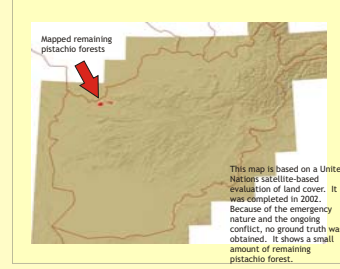 Mapped remaining
pistachio forests
This map is based on a Unite
Nations satellite-based
evaluation of land cover. It
was completed in 2002.
Because of the emergency
nature and the ongoing
conflict, no ground truth wa
obtained. It shows a small
amount of remaining
pistachio forest.